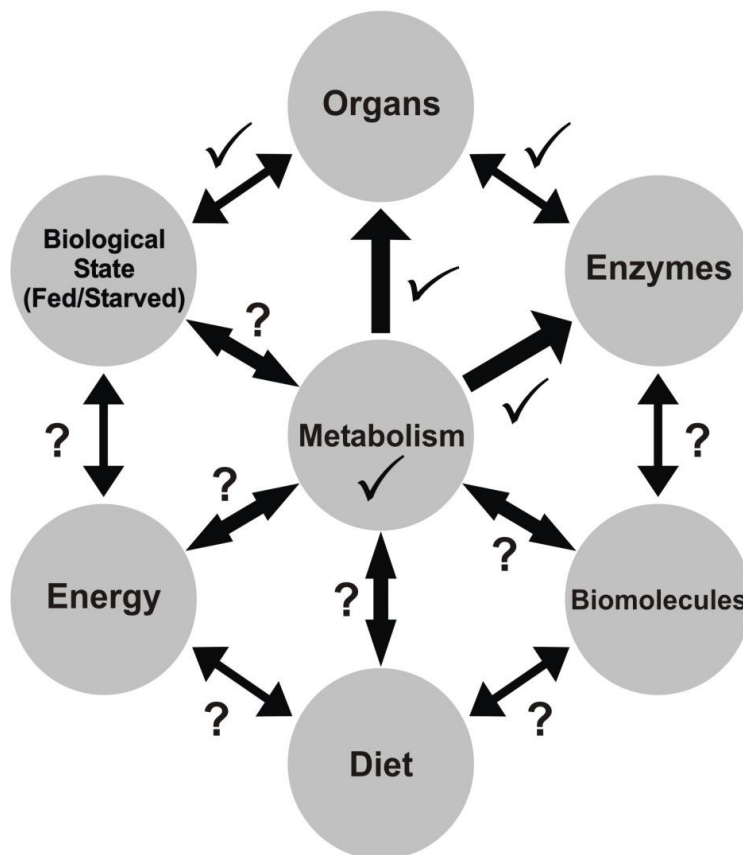 Organs
Biological
State
(Fed/Starved)
Enzymes
?
Metabolism
?
?
?
?
?
Energy
Biomolecules
?
?
Diet